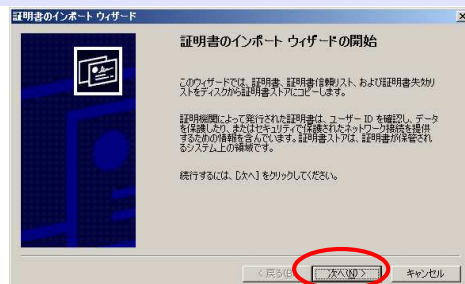 証明書のインポート ウィザード
証明書のインポート ウィザードの開始
このウィザードでは、証明書、証明書信頼リスト、および証明書失効リ
ストをディスクから証明書ストアにコピーします。
証明機関によって発行された証明書は、ユーザー ID を確認し、データ
を保護したり、またはセキュリティで保護されたネットワーク接続を提供
するための情報を含んでいます。証明書ストアは、証明書が保管され
るシステム上の領域です。
続行するには、[次へ] をクリックしてください。
< 戻る(B)
次へ(N) >
キャンセル